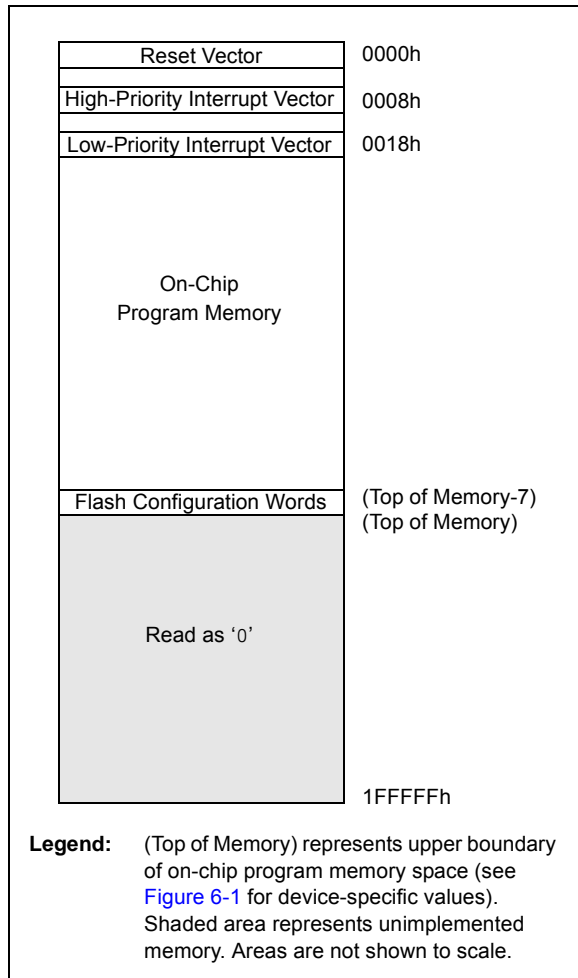 Reset Vector 0000h
High-Priority Interrupt Vector 0008h
Low-Priority Interrupt Vector 0018h
On-Chip
Program Memory
Flash Configuration Words (Top of Memory-7)
(Top of Memory)
Read as ‘0’
1FFFFFh
Legend: (Top of Memory) represents upper boundary
of on-chip program memory space (see
Figure 6-1 for device-specific values).
Shaded area represents unimplemented
memory. Areas are not shown to scale.